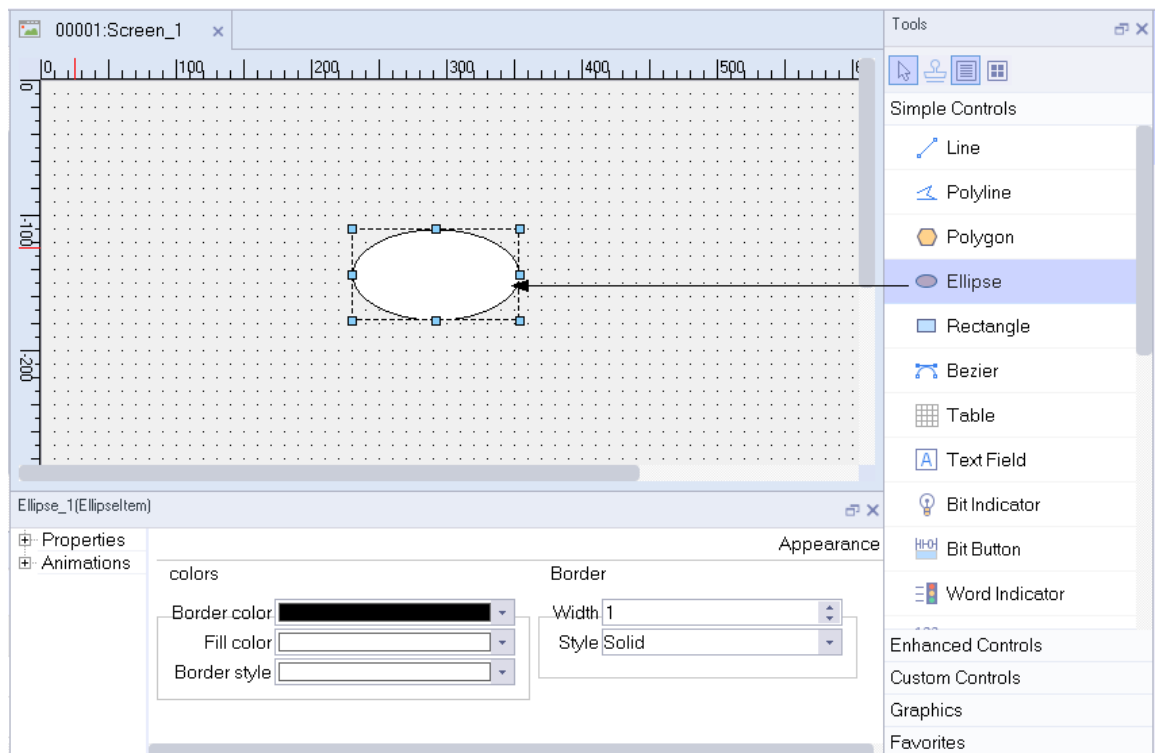 00001:Screen_1
Tools
0 100 200 300 400 500
0
-100
-200
Simple Controls
Line
Polyline
Polygon
Ellipse
Rectangle
Bezier
Table
A Text Field
Bit Indicator
Bit Button
Word Indicator
Enhanced Controls
Custom Controls
Graphics
Favorites
Ellipse_1(EllipseItem)
Properties
Animations
Appearance
colors
Border color
Fill color
Border style
Border
Width 1
Style Solid